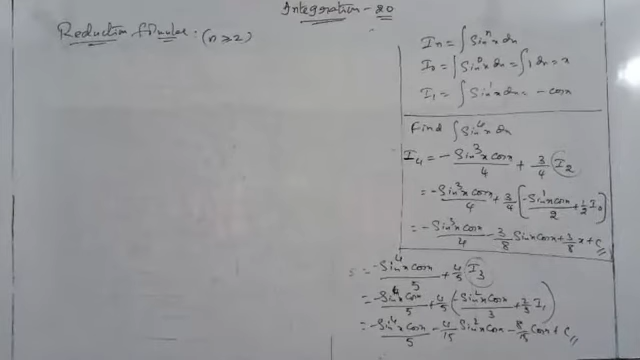 Integration - 80
Reduction formulae: (n ≥ 2)
Iₙ = ∫ Sinⁿx dx
I₀ = ∫ Sin⁰x dx = ∫ 1 dx = x
I₁ = ∫ Sin¹x dx = - cosx
Find ∫ Sin⁴x dx
I₄ = - Sin³x cosx / 4 + 3/4 I₂
= - Sin³x cosx / 4 + 3/4 [ - Sin¹x cosx / 2 + 1/2 I₀ ]
= - Sin³x cosx / 4 - 3/8 Sinx cosx + 3/8 x + C //
= - Sin⁴x cosx / 5 + 4/5 I₃
= - Sin⁴x cosx / 5 + 4/5 ( - Sin²x cosx / 3 + 2/3 I₁ )
= - Sin⁴x cosx / 5 - 4/15 Sin²x cosx - 8/15 cosx + C //